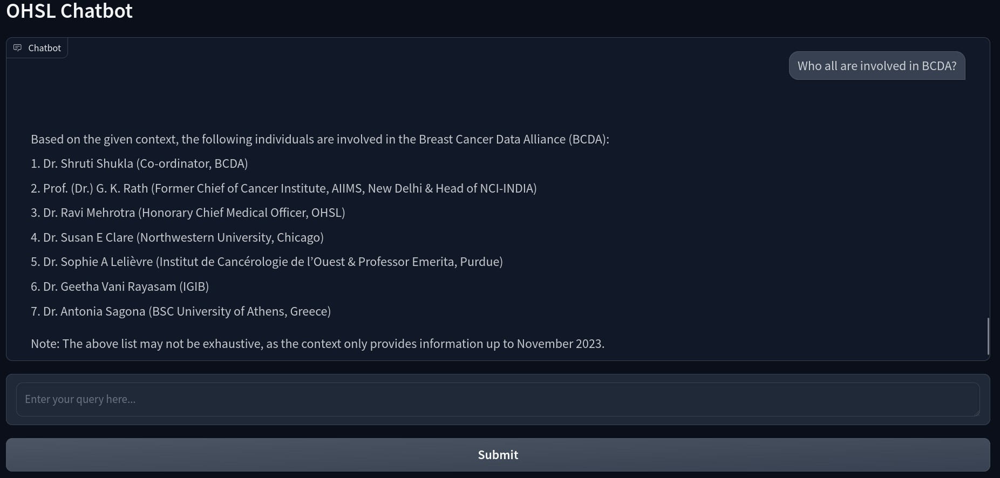 OHSL Chatbot
Chatbot
Who all are involved in BCDA?
Based on the given context, the following individuals are involved in the Breast Cancer Data Alliance (BCDA):
1. Dr. Shruti Shukla (Co-ordinator, BCDA)
2. Prof. (Dr.) G. K. Rath (Former Chief of Cancer Institute, AIIMS, New Delhi & Head of NCI-INDIA)
3. Dr. Ravi Mehrotra (Honorary Chief Medical Officer, OHSL)
4. Dr. Susan E Clare (Northwestern University, Chicago)
5. Dr. Sophie A Lelièvre (Institut de Cancérologie de l’Ouest & Professor Emerita, Purdue)
6. Dr. Geetha Vani Rayasam (IGIB)
7. Dr. Antonia Sagona (BSC University of Athens, Greece)
Note: The above list may not be exhaustive, as the context only provides information up to November 2023.
Enter your query here...
Submit